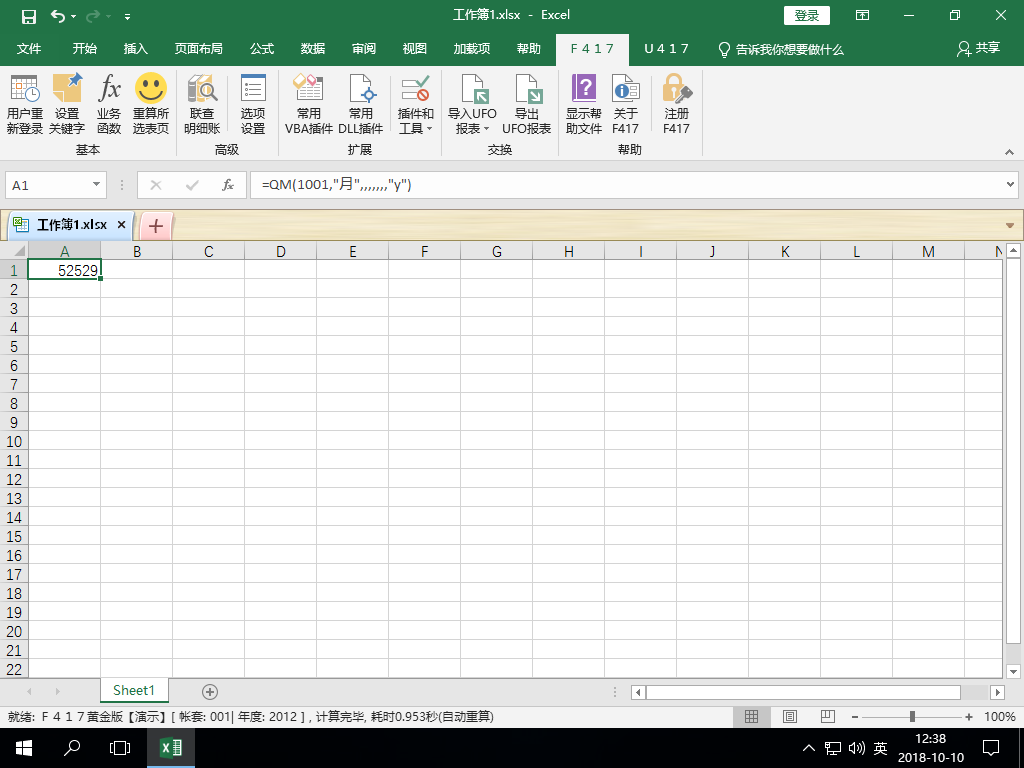 工作簿1.xlsx - Excel
登录
文件 开始 插入 页面布局 公式 数据 审阅 视图 加载项 帮助 F417 U417 告诉我你想要做什么 共享
用户重新登录
设置关键字
fx
业务函数
重算所选表页
联查明细账
选项设置
常用VBA插件
常用DLL插件
插件和工具
导入UFO报表
导出UFO报表
?
显示帮助文件
关于F417
注册F417
基本 高级 扩展 交换 帮助
A1 fx =QM(1001,"月",,,,,,,"y")
工作簿1.xlsx
A B C D E F G H I J K L M N
1 52529
2
3
4
5
6
7
8
9
10
11
12
13
14
15
16
17
18
19
20
21
22
Sheet1
就绪: F417黄金版【演示】[ 帐套: 001| 年度: 2012 ] , 计算完毕, 耗时0.953秒(自动重算) 100%
英
12:38
2018-10-10